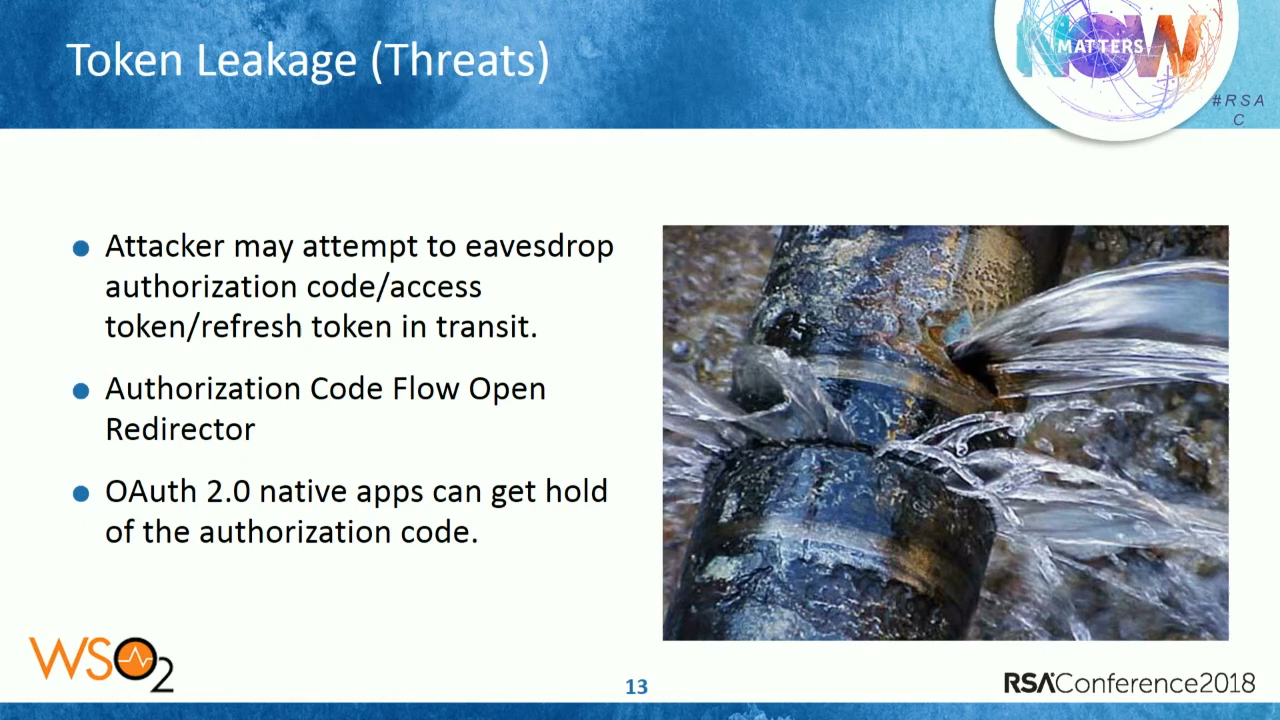 Token Leakage (Threats)
NOW
MATTERS
#RSA
C
Attacker may attempt to eavesdrop
authorization code/access
token/refresh token in transit.
Authorization Code Flow Open
Redirector
OAuth 2.0 native apps can get hold
of the authorization code.
WSO2
13
RSAConference2018